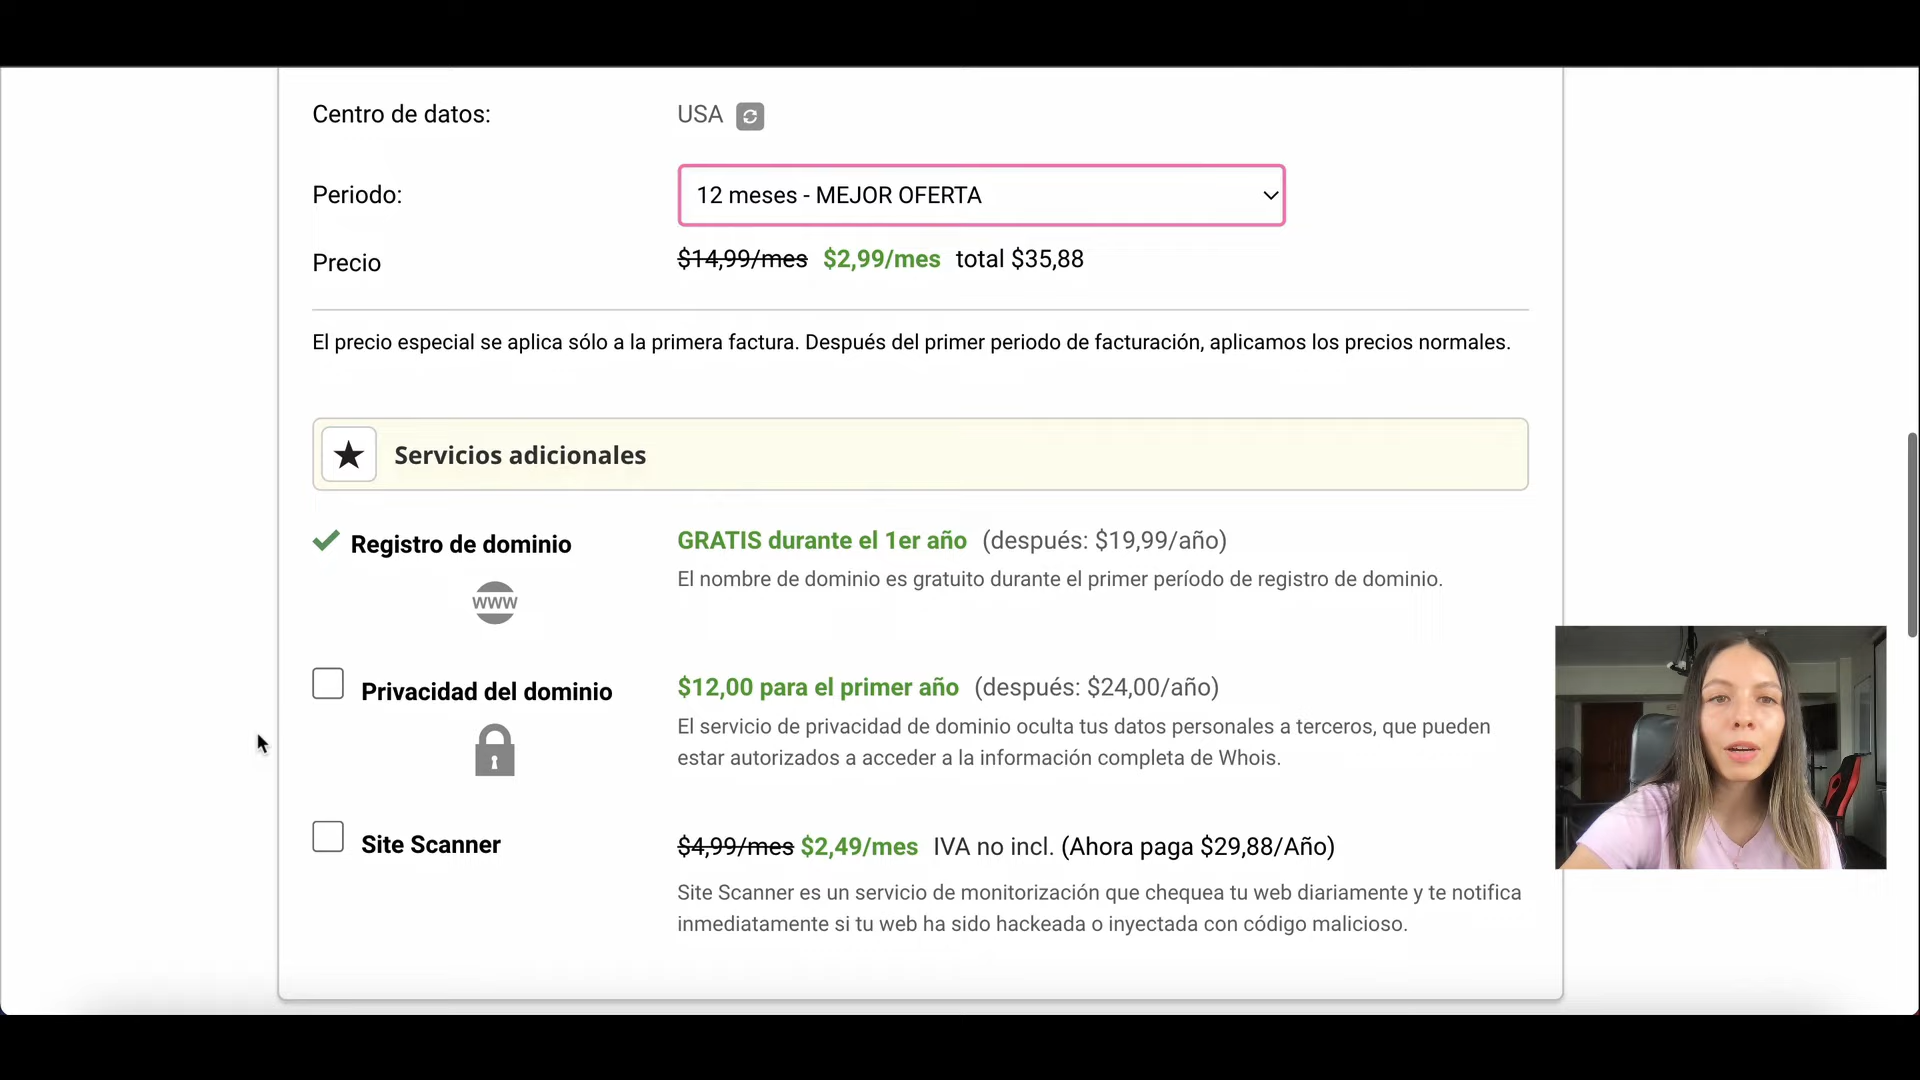 Centro de datos: USA
Periodo: 12 meses - MEJOR OFERTA
Precio $14,99/mes $2,99/mes total $35,88
El precio especial se aplica sólo a la primera factura. Después del primer periodo de facturación, aplicamos los precios normales.
Servicios adicionales
Registro de dominio GRATIS durante el 1er año (después: $19,99/año)
El nombre de dominio es gratuito durante el primer período de registro de dominio.
WWW
Privacidad del dominio $12,00 para el primer año (después: $24,00/año)
El servicio de privacidad de dominio oculta tus datos personales a terceros, que pueden
estar autorizados a acceder a la información completa de Whois.
Site Scanner $4,99/mes $2,49/mes IVA no incl. (Ahora paga $29,88/Año)
Site Scanner es un servicio de monitorización que chequea tu web diariamente y te notifica
inmediatamente si tu web ha sido hackeada o inyectada con código malicioso.